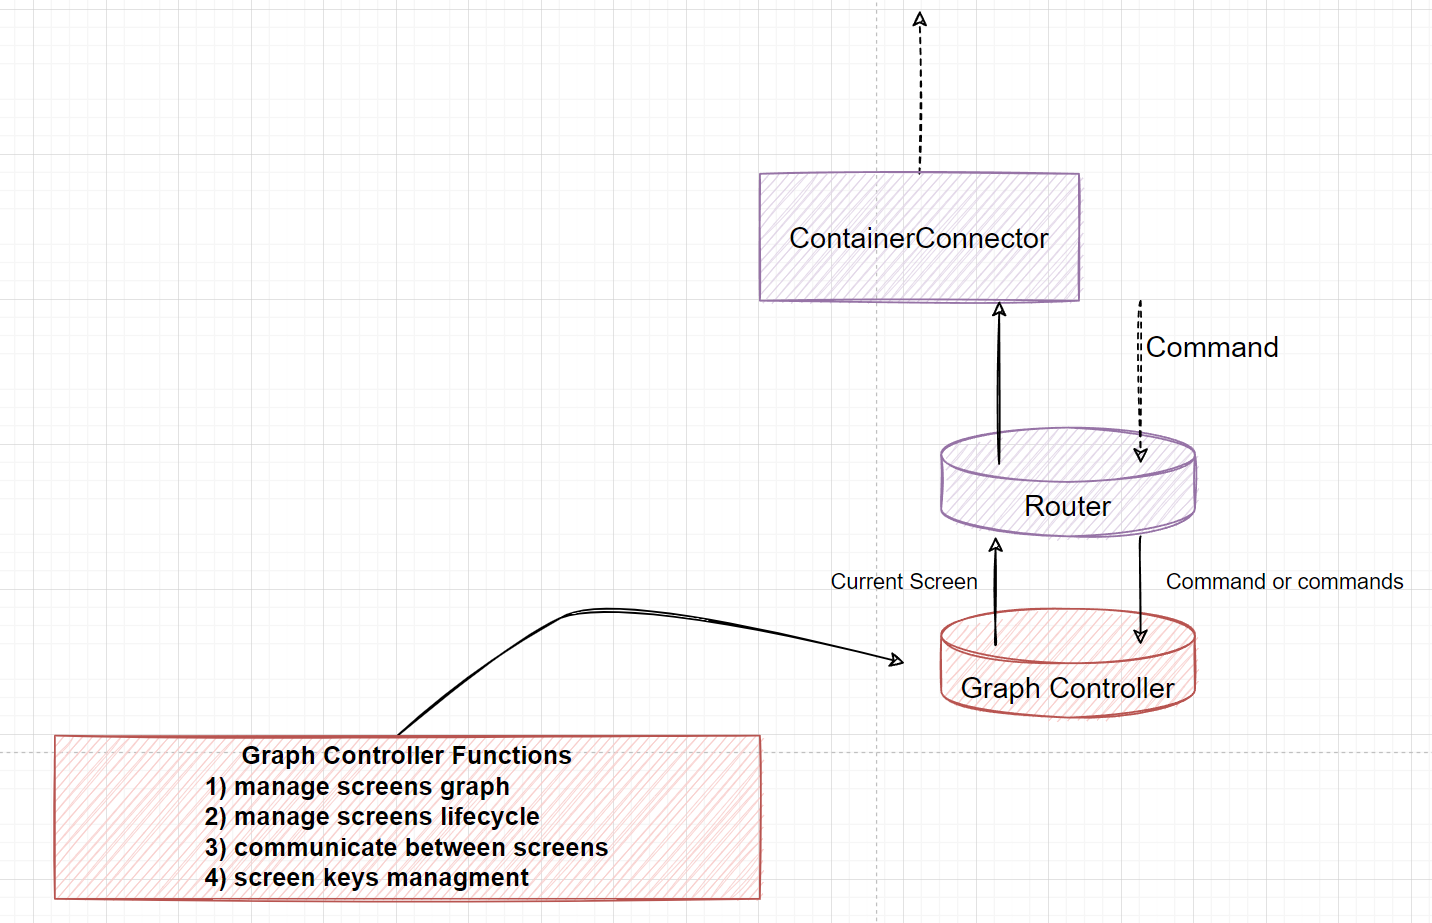 ContainerConnector
Command
Router
Current Screen
Command or commands
Graph Controller
Graph Controller Functions
1) manage screens graph
2) manage screens lifecycle
3) communicate between screens
4) screen keys managment